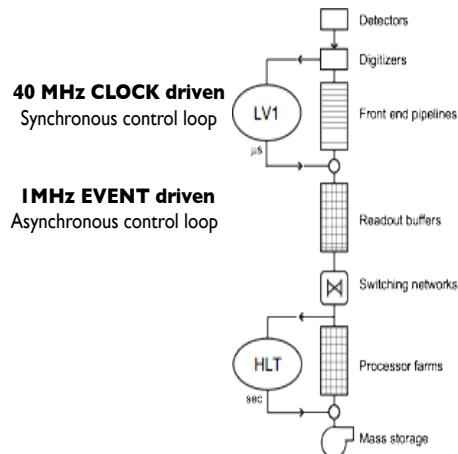 Detectors
Digitizers
40 MHz CLOCK driven
Synchronous control loop
LV1
Front end pipelines
µs
1MHz EVENT driven
Asynchronous control loop
Readout buffers
Switching networks
HLT
Processor farms
sec
Mass storage